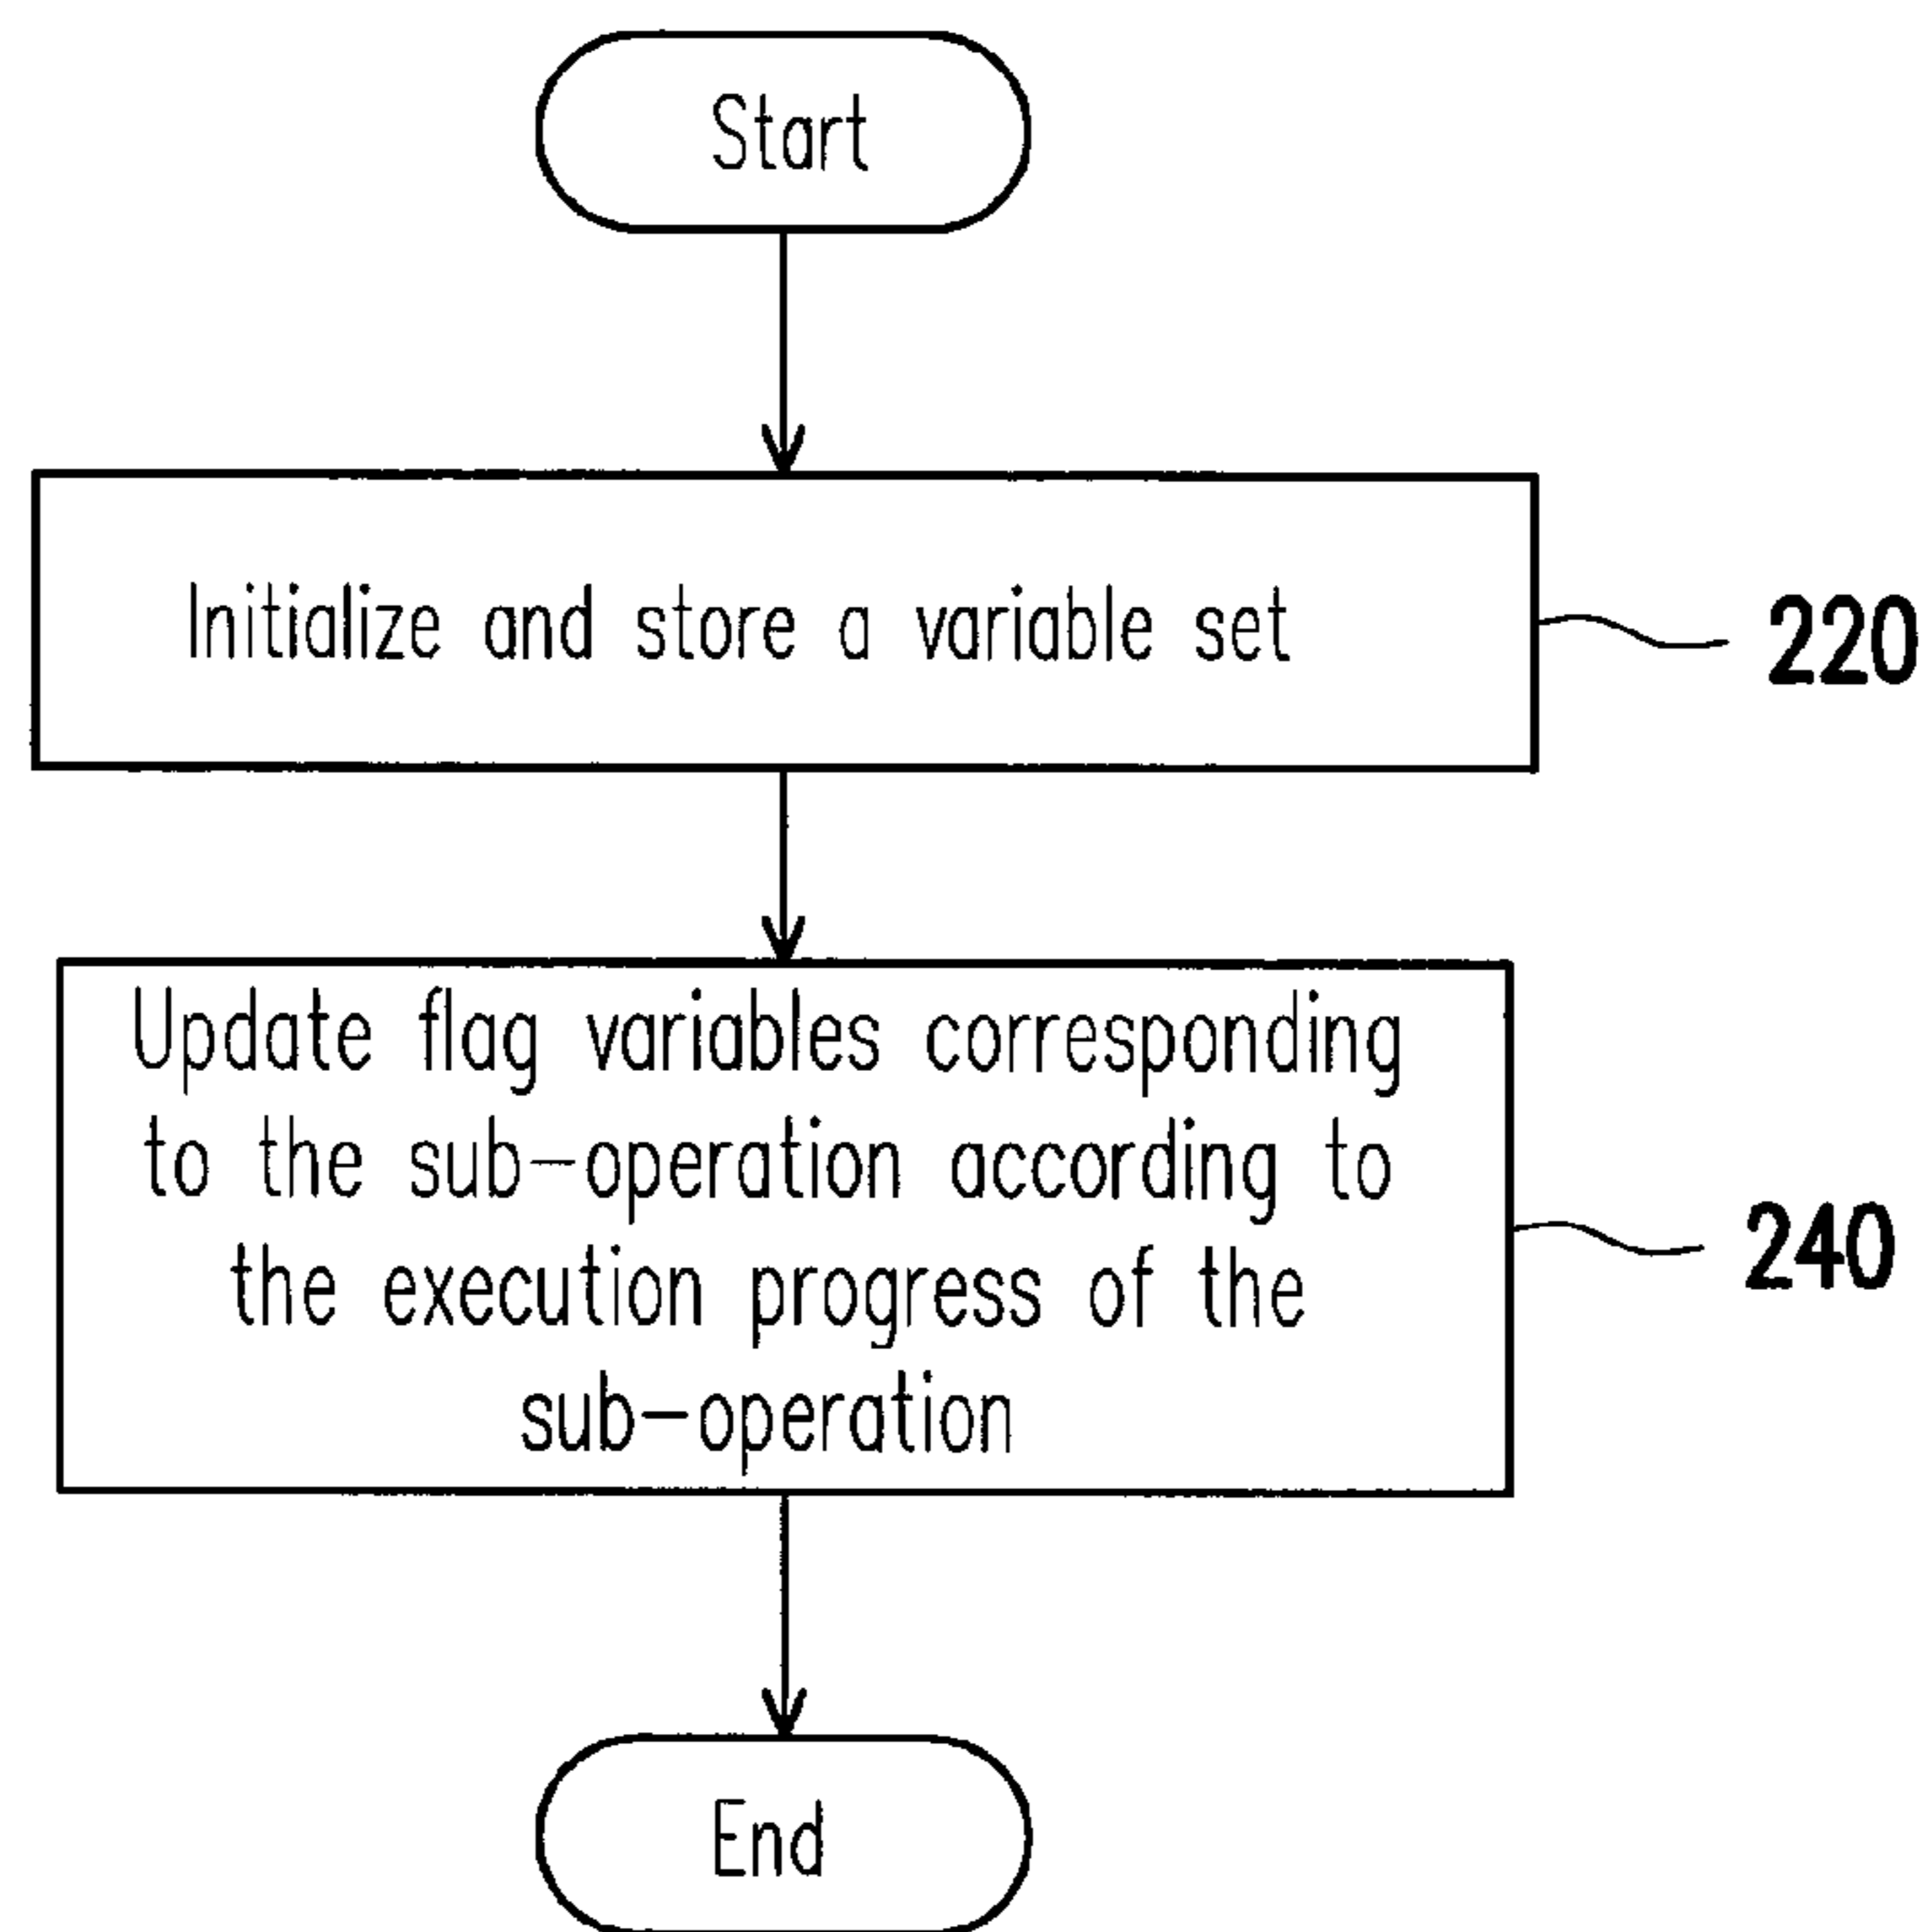 Start
Initialize and store a variable set
220
Update flag variables corresponding
to the sub-operation according to
the execution progress of the
sub-operation
240
End